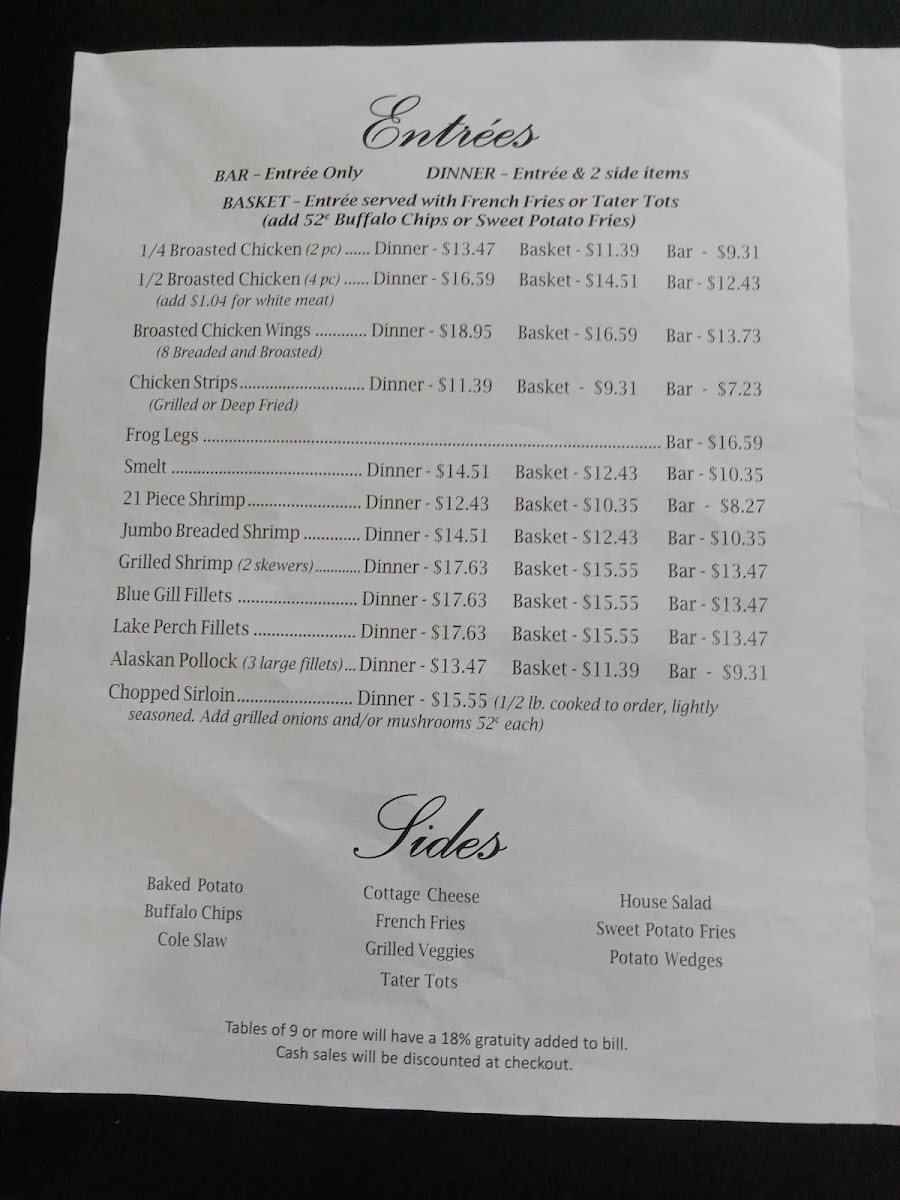 Entrées
BAR – Entrée Only DINNER – Entrée & 2 side items
BASKET – Entrée served with French Fries or Tater Tots
(add 52¢ Buffalo Chips or Sweet Potato Fries)
1/4 Broasted Chicken (2 pc) ...... Dinner - $13.47 Basket - $11.39 Bar - $9.31
1/2 Broasted Chicken (4 pc) ...... Dinner - $16.59 Basket - $14.51 Bar - $12.43
(add $1.04 for white meat)
Broasted Chicken Wings ............ Dinner - $18.95 Basket - $16.59 Bar - $13.73
(8 Breaded and Broasted)
Chicken Strips............................. Dinner - $11.39 Basket - $9.31 Bar - $7.23
(Grilled or Deep Fried)
Frog Legs .......................................................................................................... Bar - $16.59
Smelt ............................................ Dinner - $14.51 Basket - $12.43 Bar - $10.35
21 Piece Shrimp.......................... Dinner - $12.43 Basket - $10.35 Bar - $8.27
Jumbo Breaded Shrimp ............. Dinner - $14.51 Basket - $12.43 Bar - $10.35
Grilled Shrimp (2 skewers)............ Dinner - $17.63 Basket - $15.55 Bar - $13.47
Blue Gill Fillets ............................ Dinner - $17.63 Basket - $15.55 Bar - $13.47
Lake Perch Fillets ........................ Dinner - $17.63 Basket - $15.55 Bar - $13.47
Alaskan Pollock (3 large fillets)... Dinner - $13.47 Basket - $11.39 Bar - $9.31
Chopped Sirloin........................... Dinner - $15.55 (1/2 lb. cooked to order, lightly
seasoned. Add grilled onions and/or mushrooms 52¢ each)
Sides
Baked Potato Cottage Cheese House Salad
Buffalo Chips French Fries Sweet Potato Fries
Cole Slaw Grilled Veggies Potato Wedges
Tater Tots
Tables of 9 or more will have a 18% gratuity added to bill.
Cash sales will be discounted at checkout.